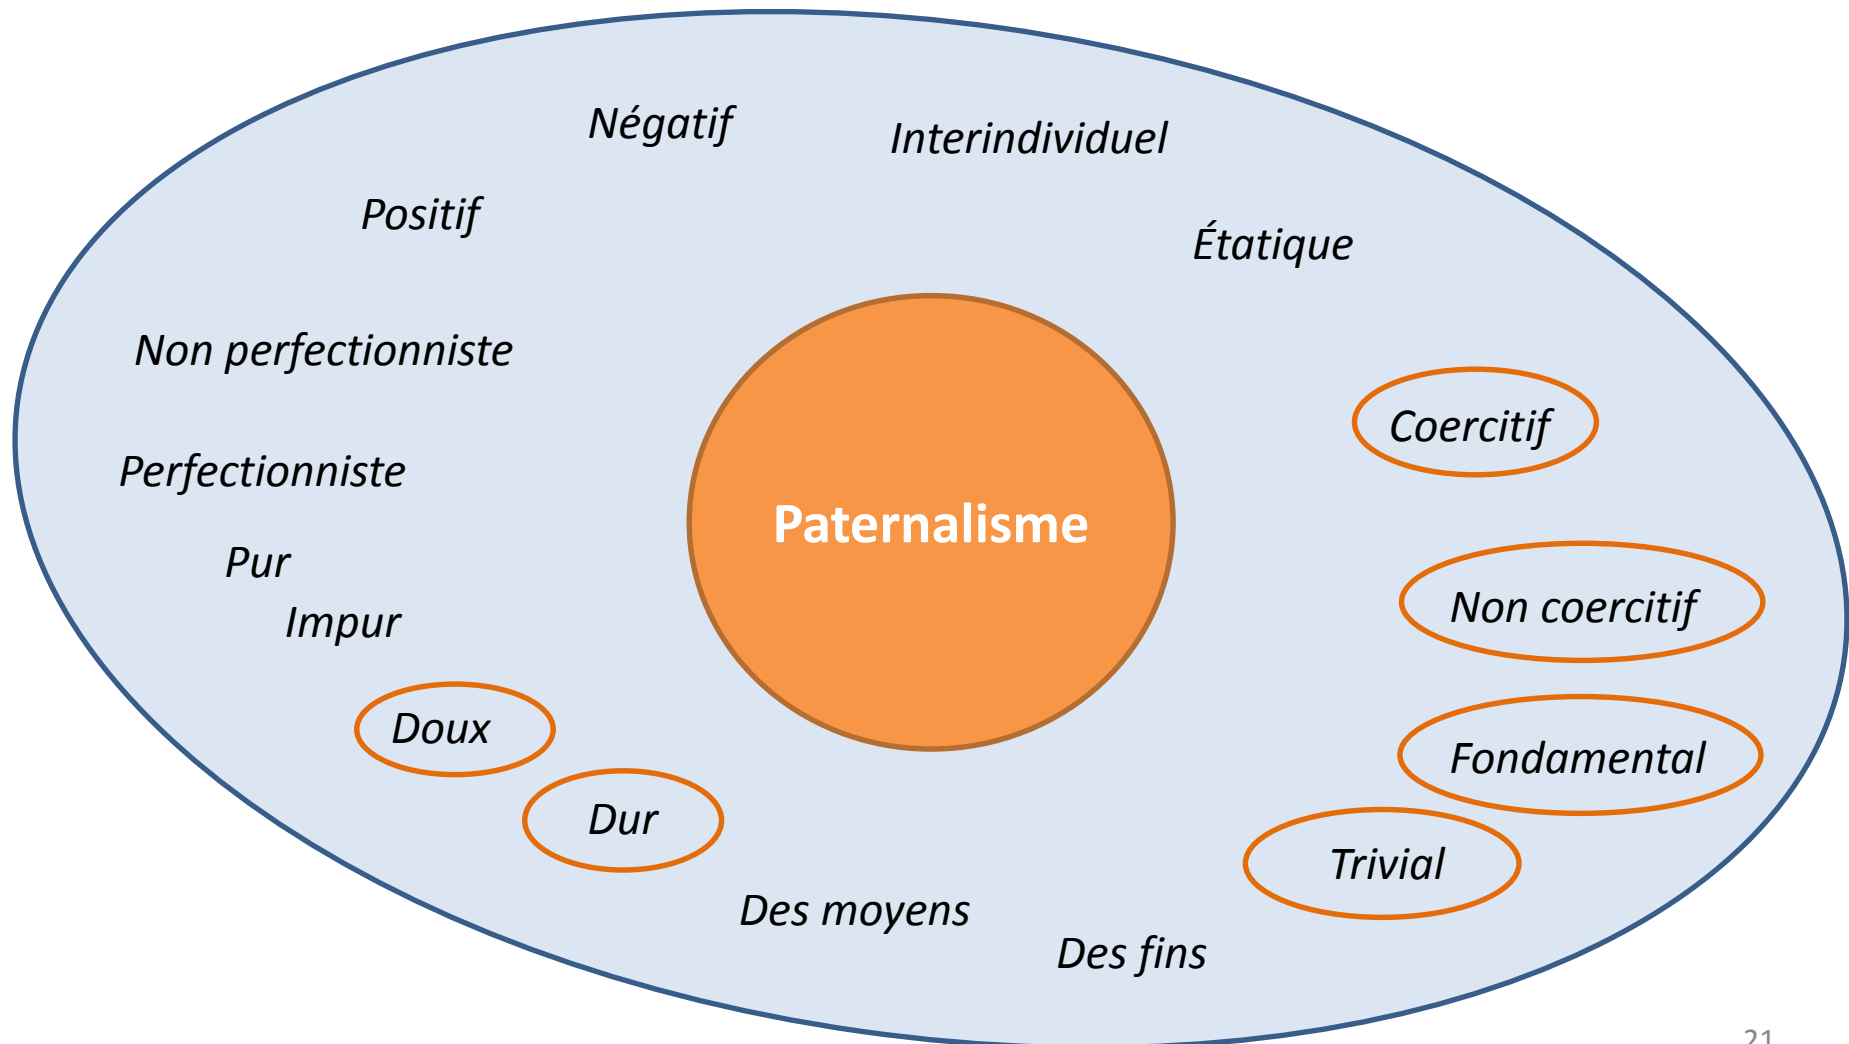 Négatif
Interindividuel
Positif
Étatique
Non perfectionniste
Coercitif
Perfectionniste
Paternalisme
Pur
Non coercitif
Impur
Doux
Fondamental
Dur
Trivial
Des moyens
Des fins
21